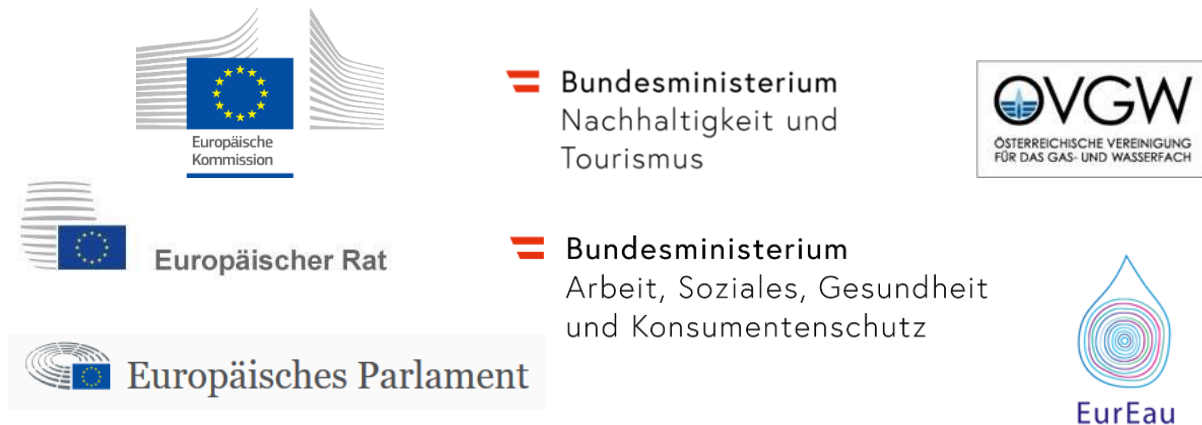 Europäische
Kommission
Europäischer Rat
Europäisches Parlament
Bundesministerium
Nachhaltigkeit und
Tourismus
Bundesministerium
Arbeit, Soziales, Gesundheit
und Konsumentenschutz
OVGW
ÖSTERREICHISCHE VEREINIGUNG
FÜR DAS GAS- UND WASSERFACH
EurEau